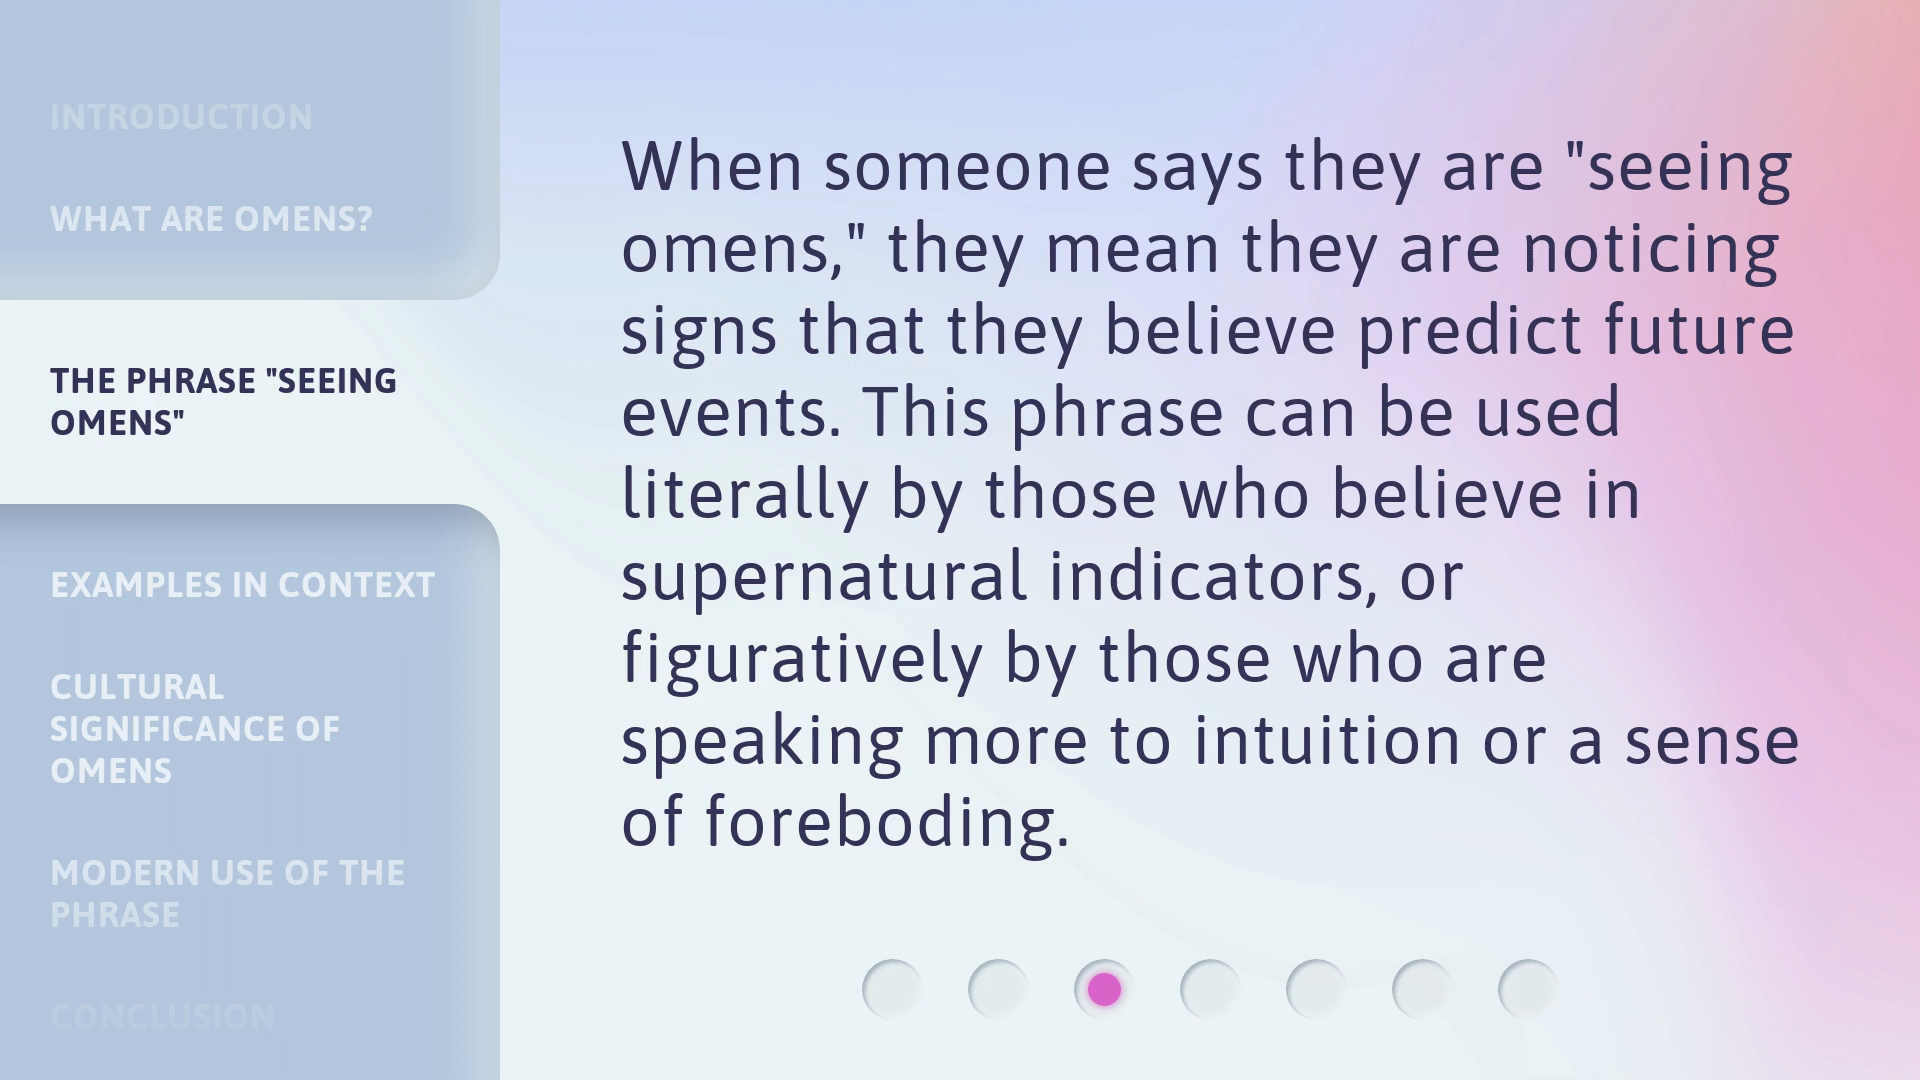 INTRODUCTION
WHAT ARE OMENS?
THE PHRASE "SEEING
OMENS"
EXAMPLES IN CONTEXT
CULTURAL
SIGNIFICANCE OF
OMENS
MODERN USE OF THE
PHRASE
CONCLUSION
When someone says they are "seeing
omens," they mean they are noticing
signs that they believe predict future
events. This phrase can be used
literally by those who believe in
supernatural indicators, or
figuratively by those who are
speaking more to intuition or a sense
of foreboding.